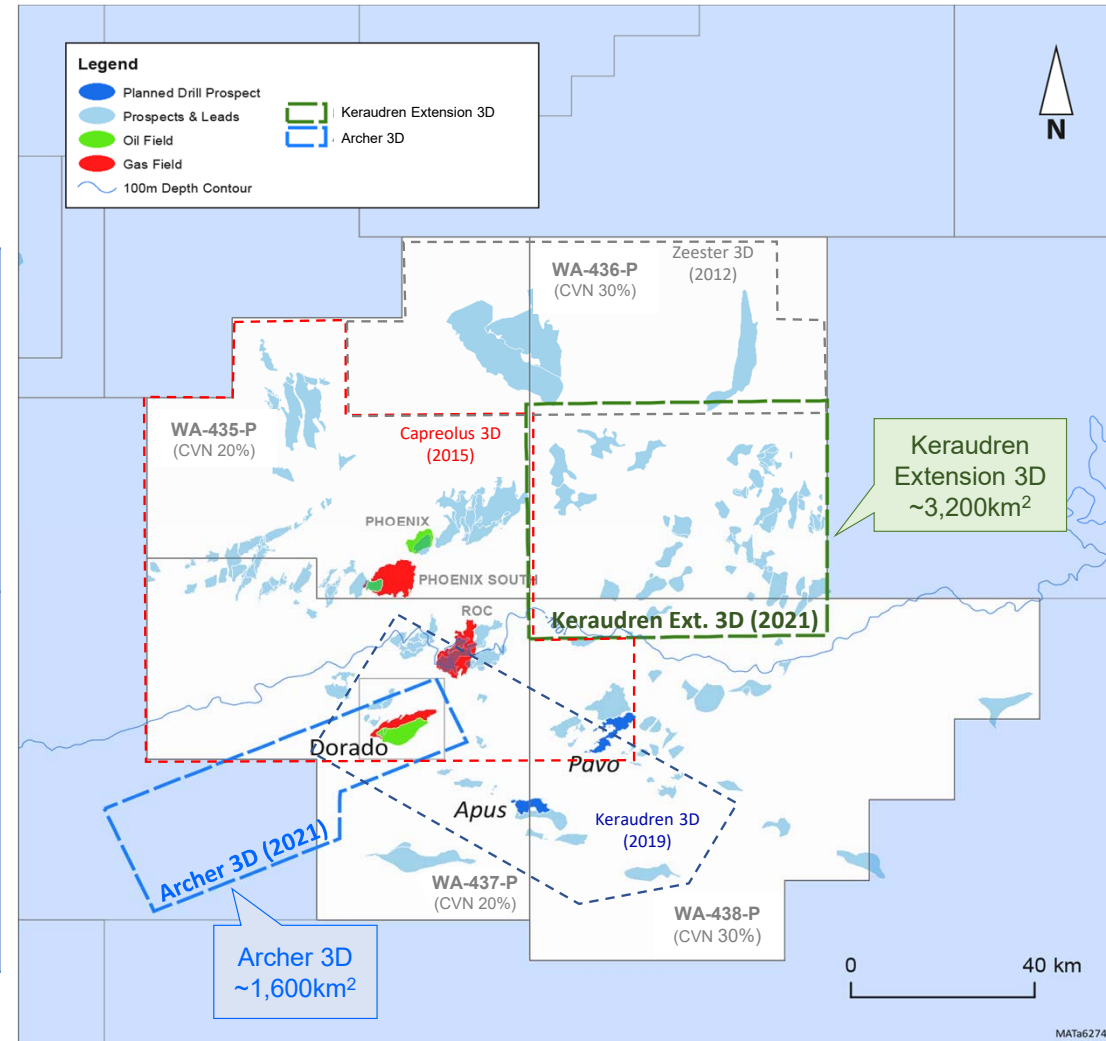 Legend
Planned Drill Prospect
Prospects & Leads
Oil Field
Gas Field
100m Depth Contour
Keraudren Extension 3D
Archer 3D
N
Zeester 3D
(2012)
WA-436-P
(CVN 30%)
WA-435-P
(CVN 20%)
Capreolus 3D
(2015)
Keraudren
Extension 3D
~3,200km²
PHOENIX
PHOENIX SOUTH
ROC
Keraudren Ext. 3D (2021)
Dorado
Pavo
Apus
Keraudren 3D
(2019)
Archer 3D (2021)
WA-437-P
(CVN 20%)
WA-438-P
(CVN 30%)
Archer 3D
~1,600km²
0 40 km
MATa6274